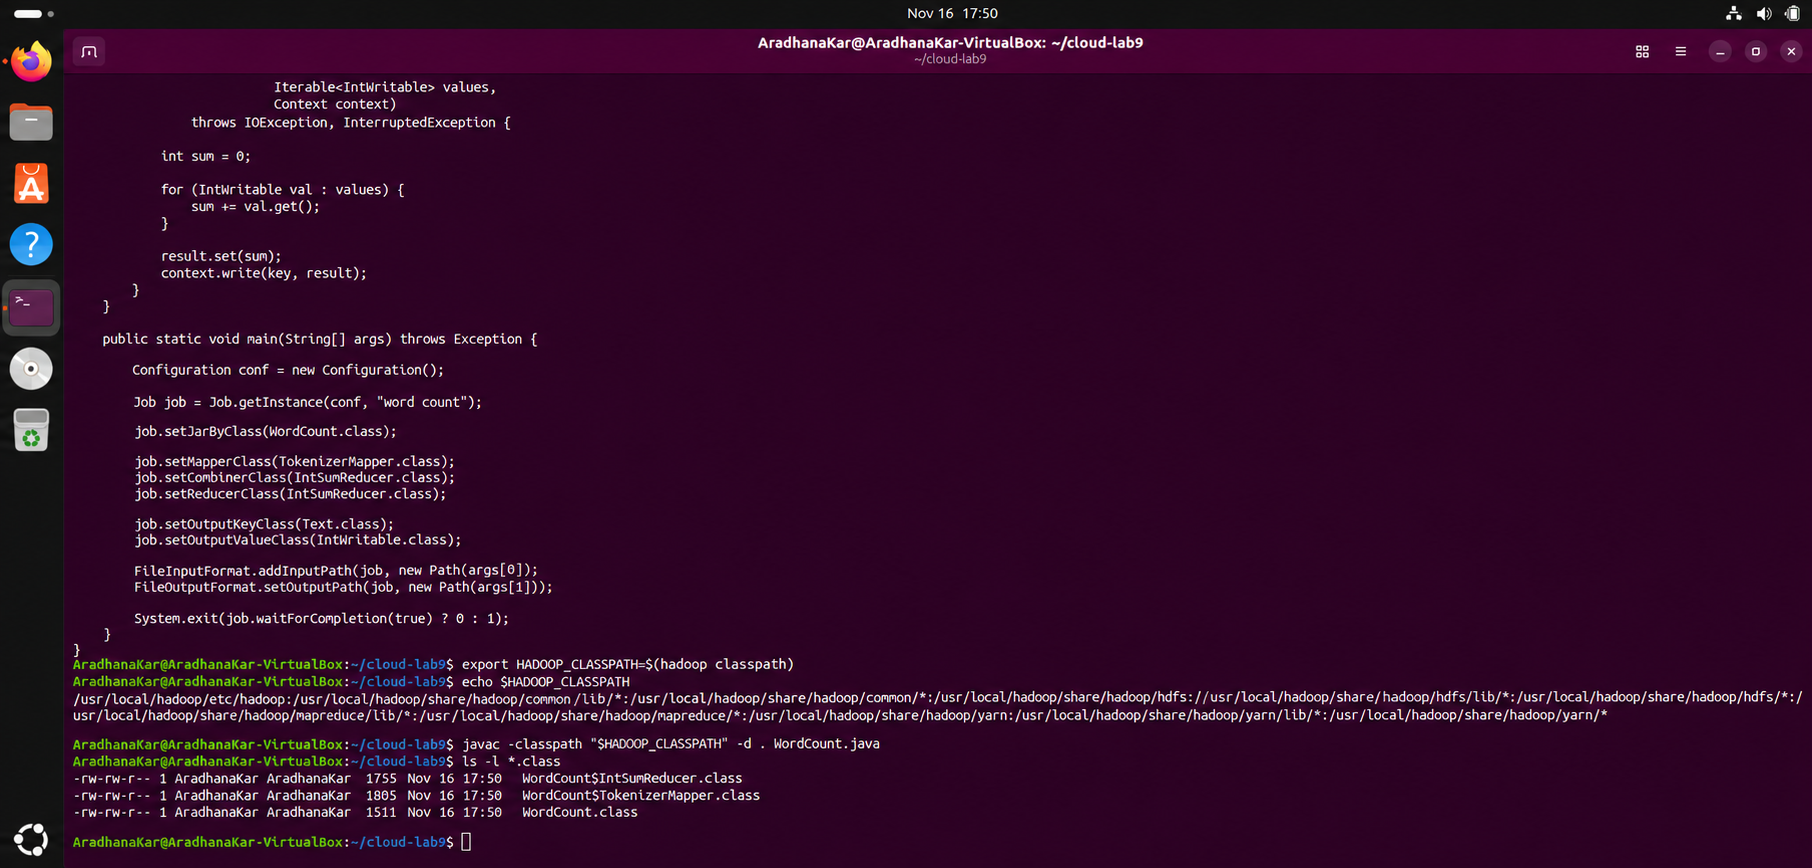 Nov 16 17:50
AradhanaKar@AradhanaKar-VirtualBox: ~/cloud-lab9
~/cloud-lab9
Iterable<IntWritable> values,
Context context)
throws IOException, InterruptedException {
int sum = 0;
for (IntWritable val : values) {
sum += val.get();
}
result.set(sum);
context.write(key, result);
}
}
public static void main(String[] args) throws Exception {
Configuration conf = new Configuration();
Job job = Job.getInstance(conf, "word count");
job.setJarByClass(WordCount.class);
job.setMapperClass(TokenizerMapper.class);
job.setCombinerClass(IntSumReducer.class);
job.setReducerClass(IntSumReducer.class);
job.setOutputKeyClass(Text.class);
job.setOutputValueClass(IntWritable.class);
FileInputFormat.addInputPath(job, new Path(args[0]);
FileOutputFormat.setOutputPath(job, new Path(args[1]));
System.exit(job.waitForCompletion(true) ? 0 : 1);
}
}
AradhanaKar@AradhanaKar-VirtualBox:~/cloud-lab9$ export HADOOP_CLASSPATH=$(hadoop classpath)
AradhanaKar@AradhanaKar-VirtualBox:~/cloud-lab9$ echo $HADOOP_CLASSPATH
/usr/local/hadoop/etc/hadoop:/usr/local/hadoop/share/hadoop/common/lib/*:/usr/local/hadoop/share/hadoop/common/*:/usr/local/hadoop/share/hadoop/hdfs://usr/local/hadoop/share/hadoop/hdfs/lib/*:/usr/local/hadoop/share/hadoop/hdfs/*:/
usr/local/hadoop/share/hadoop/mapreduce/lib/*:/usr/local/hadoop/share/hadoop/mapreduce/*:/usr/local/hadoop/share/hadoop/yarn:/usr/local/hadoop/share/hadoop/yarn/lib/*:/usr/local/hadoop/share/hadoop/yarn/*
AradhanaKar@AradhanaKar-VirtualBox:~/cloud-lab9$ javac -classpath "$HADOOP_CLASSPATH" -d . WordCount.java
AradhanaKar@AradhanaKar-VirtualBox:~/cloud-lab9$ ls -l *.class
-rw-rw-r-- 1 AradhanaKar AradhanaKar 1755 Nov 16 17:50 WordCount$IntSumReducer.class
-rw-rw-r-- 1 AradhanaKar AradhanaKar 1805 Nov 16 17:50 WordCount$TokenizerMapper.class
-rw-rw-r-- 1 AradhanaKar AradhanaKar 1511 Nov 16 17:50 WordCount.class
AradhanaKar@AradhanaKar-VirtualBox:~/cloud-lab9$